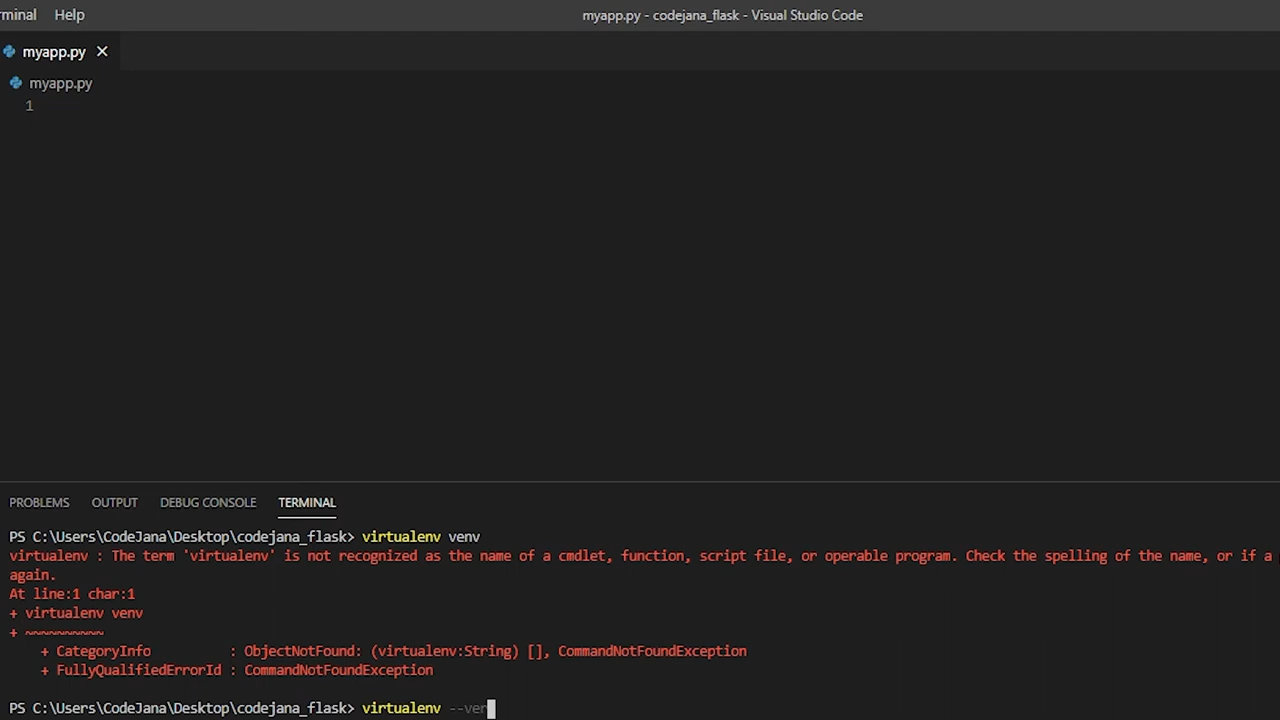 rminal Help myapp.py - codejana_flask - Visual Studio Code
myapp.py
myapp.py
1
PROBLEMS OUTPUT DEBUG CONSOLE TERMINAL
PS C:\Users\CodeJana\Desktop\codejana_flask> virtualenv venv
virtualenv : The term 'virtualenv' is not recognized as the name of a cmdlet, function, script file, or operable program. Check the spelling of the name, or if a
again.
At line:1 char:1
+ virtualenv venv
+ ~~~~~~~~~~
+ CategoryInfo : ObjectNotFound: (virtualenv:String) [], CommandNotFoundException
+ FullyQualifiedErrorId : CommandNotFoundException
PS C:\Users\CodeJana\Desktop\codejana_flask> virtualenv --ver